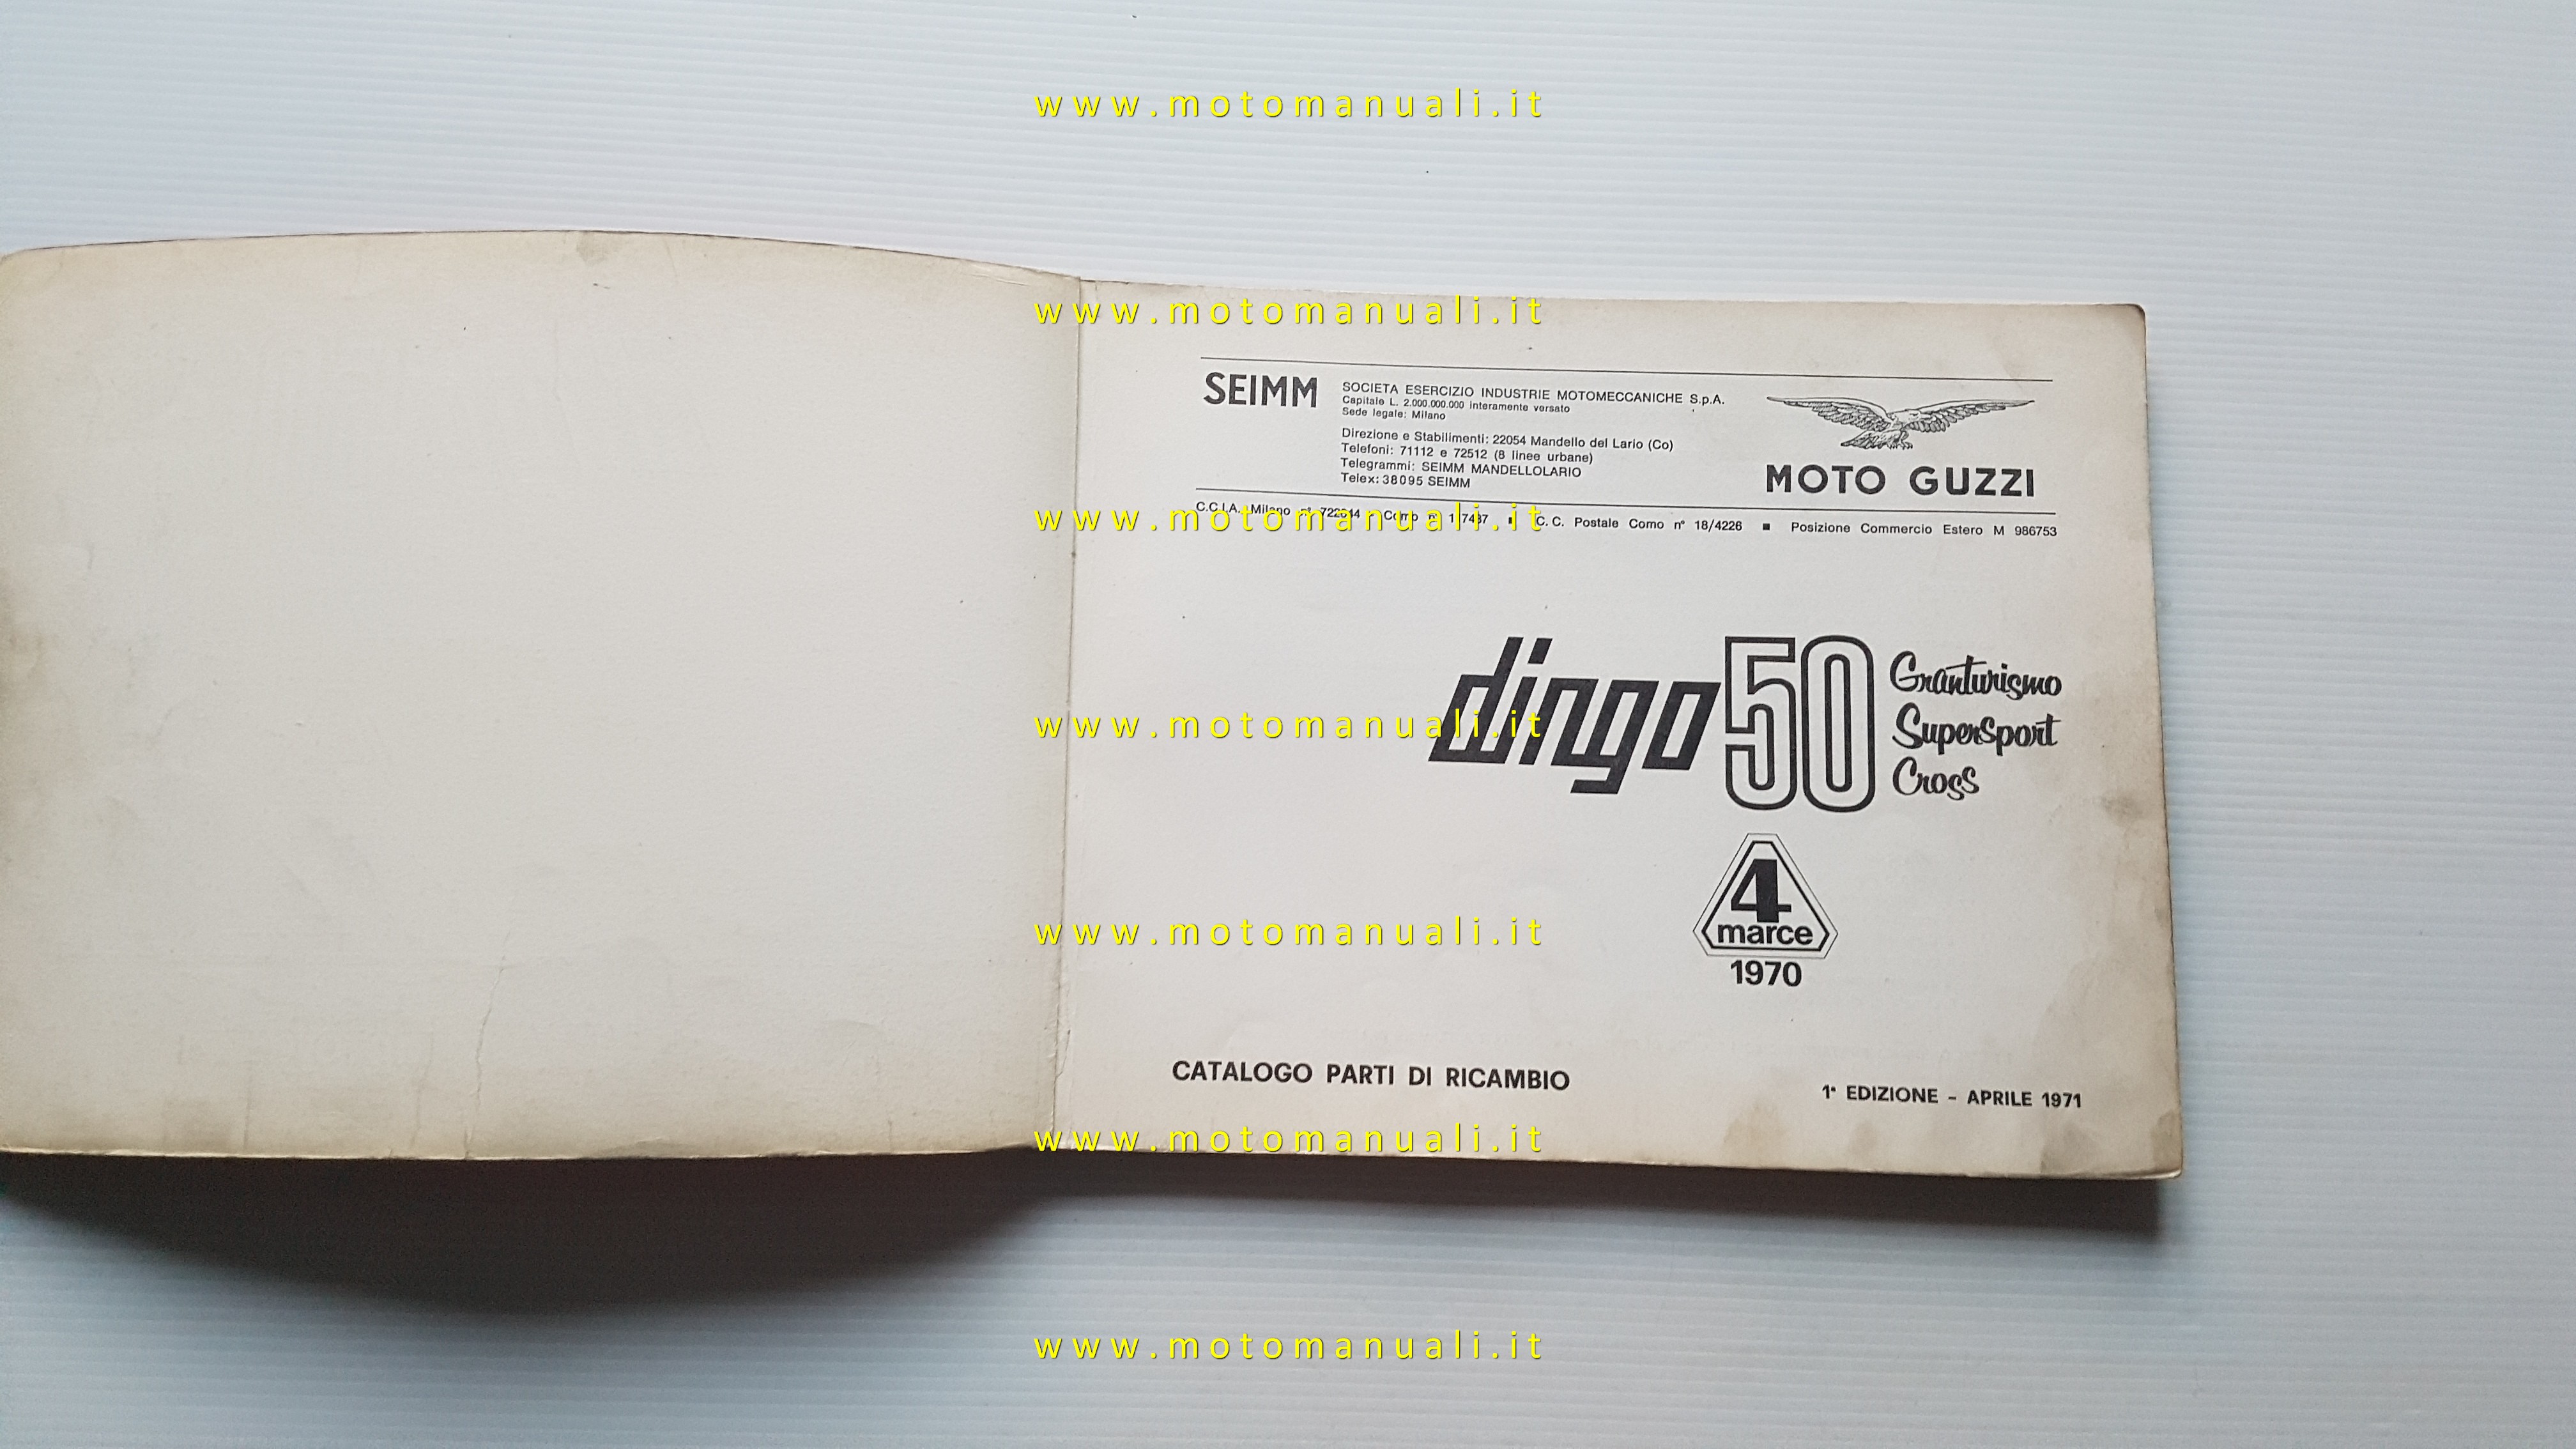 www.motomanuali.it
www.motomanuali.it
SEIMM
SOCIETA ESERCIZIO INDUSTRIE MOTOMECCANICHE S.p.A.
Capitale L. 2.000.000.000 interamente versato
Sede legale: Milano
Direzione e Stabilimenti: 22054 Mandello del Lario (Co)
Telefoni: 71112 e 72512 (8 linee urbane)
Telegrammi: SEIMM MANDELLOLARIO
Telex: 38095 SEIMM
MOTO GUZZI
C.C.I.A. Milano n° Como n° ■ C. C. Postale Como n° 18/4226 ■ Posizione Commercio Estero M 986753
www.motomanuali.it
dingo 50
Granturismo
SuperSport
Cross
www.motomanuali.it
4
marce
1970
www.motomanuali.it
CATALOGO PARTI DI RICAMBIO
1ª EDIZIONE - APRILE 1971
www.motomanuali.it
www.motomanuali.it